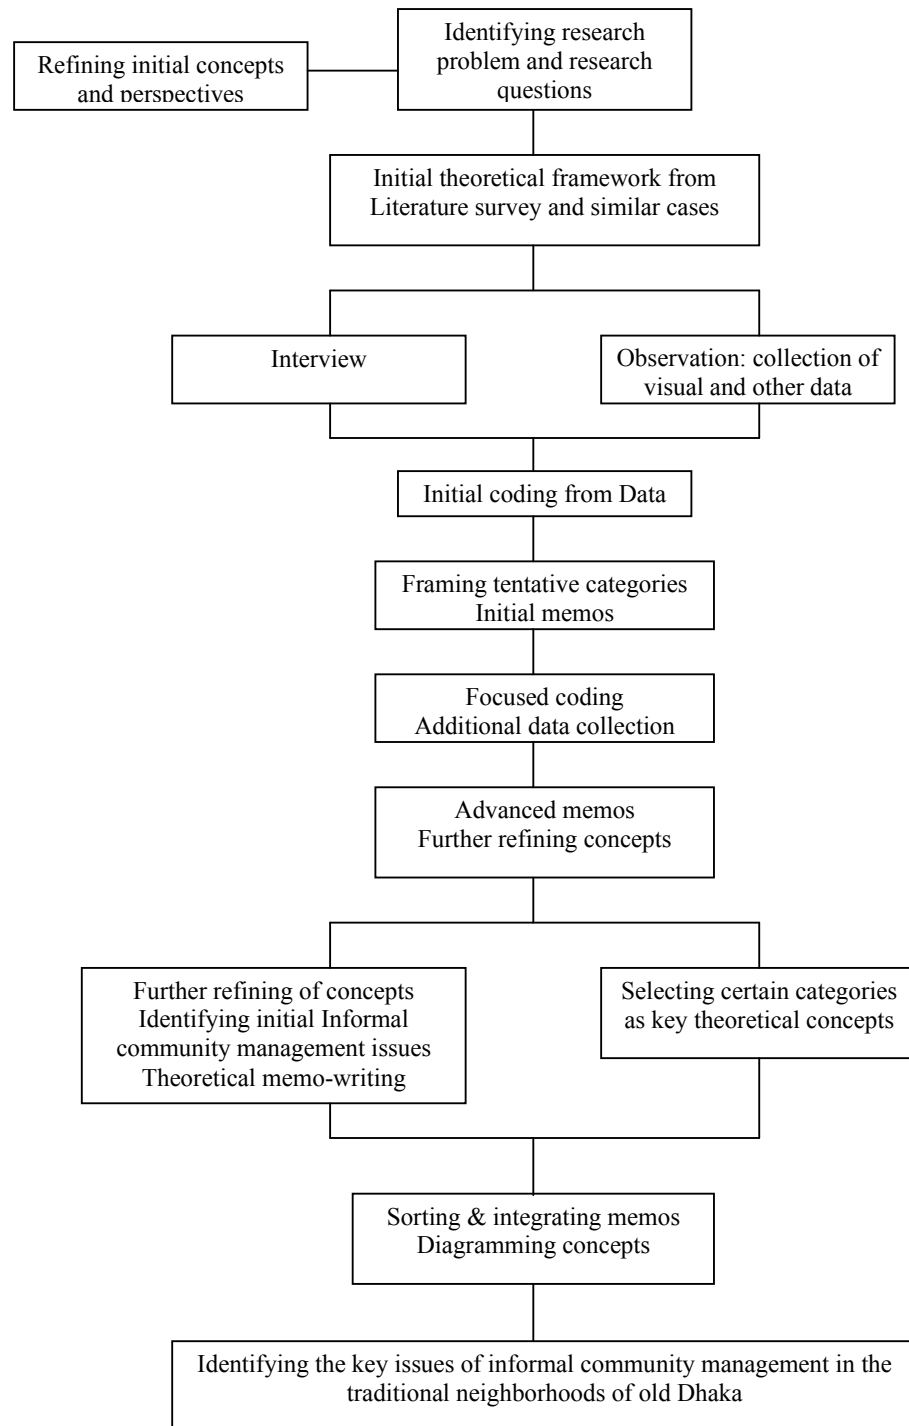 Identifying research
problem and research
questions
Refining initial concepts
and perspectives
Initial theoretical framework from
Literature survey and similar cases
Interview
Observation: collection of
visual and other data
Initial coding from Data
Framing tentative categories
Initial memos
Focused coding
Additional data collection
Advanced memos
Further refining concepts
Further refining of concepts
Identifying initial Informal
community management issues
Theoretical memo-writing
Selecting certain categories
as key theoretical concepts
Sorting & integrating memos
Diagramming concepts
Identifying the key issues of informal community management in the
traditional neighborhoods of old Dhaka